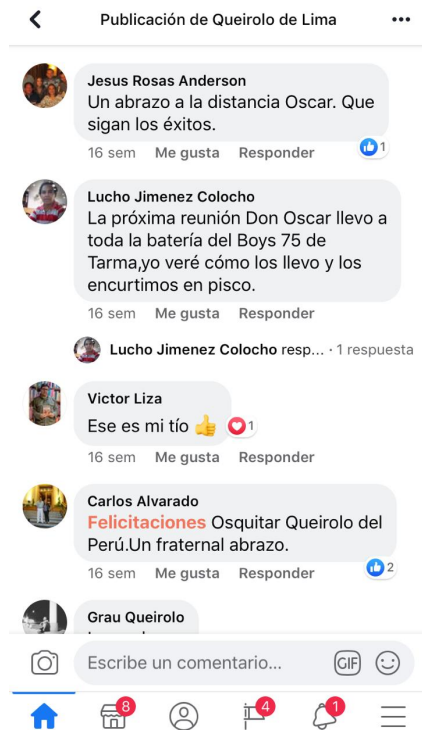 Publicación de Queirolo de Lima
Jesus Rosas Anderson
Un abrazo a la distancia Oscar. Que
sigan los éxitos.
1
16 sem Me gusta Responder
Lucho Jimenez Colocho
La próxima reunión Don Oscar llevo a
toda la batería del Boys 75 de
Tarma,yo veré cómo los llevo y los
encurtimos en pisco.
16 sem Me gusta Responder
Lucho Jimenez Colocho resp... · 1 respuesta
Victor Liza
Ese es mi tío 👍 1
16 sem Me gusta Responder
Carlos Alvarado
Felicitaciones Osquitar Queirolo del
Perú.Un fraternal abrazo.
16 sem Me gusta Responder 2
Grau Queirolo
Escribe un comentario...
GIF
8 4 1